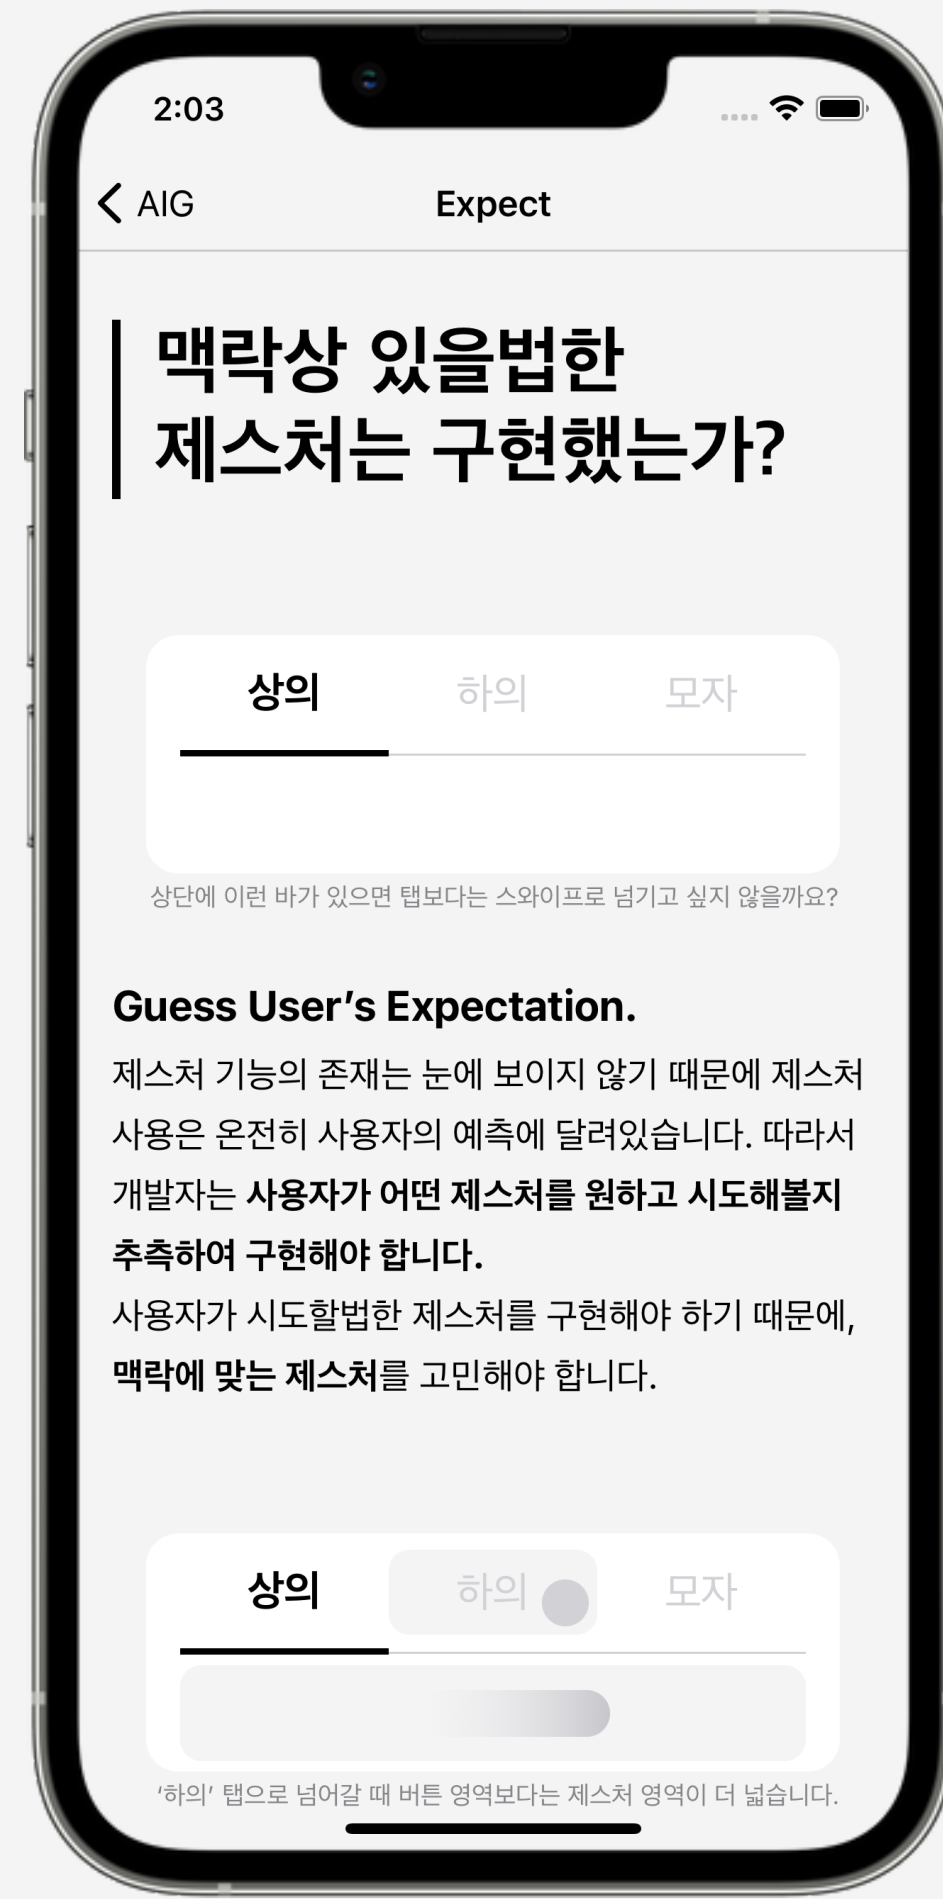 2:03
AIG
Expect
맥락상 있을법한
제스처는 구현했는가?
상의 하의 모자
상단에 이런 바가 있으면 탭보다는 스와이프로 넘기고 싶지 않을까요?
Guess User’s Expectation.
제스처 기능의 존재는 눈에 보이지 않기 때문에 제스처
사용은 온전히 사용자의 예측에 달려있습니다. 따라서
개발자는 사용자가 어떤 제스처를 원하고 시도해볼지
추측하여 구현해야 합니다.
사용자가 시도할법한 제스처를 구현해야 하기 때문에,
맥락에 맞는 제스처를 고민해야 합니다.
상의 하의 모자
‘하의’ 탭으로 넘어갈 때 버튼 영역보다는 제스처 영역이 더 넓습니다.